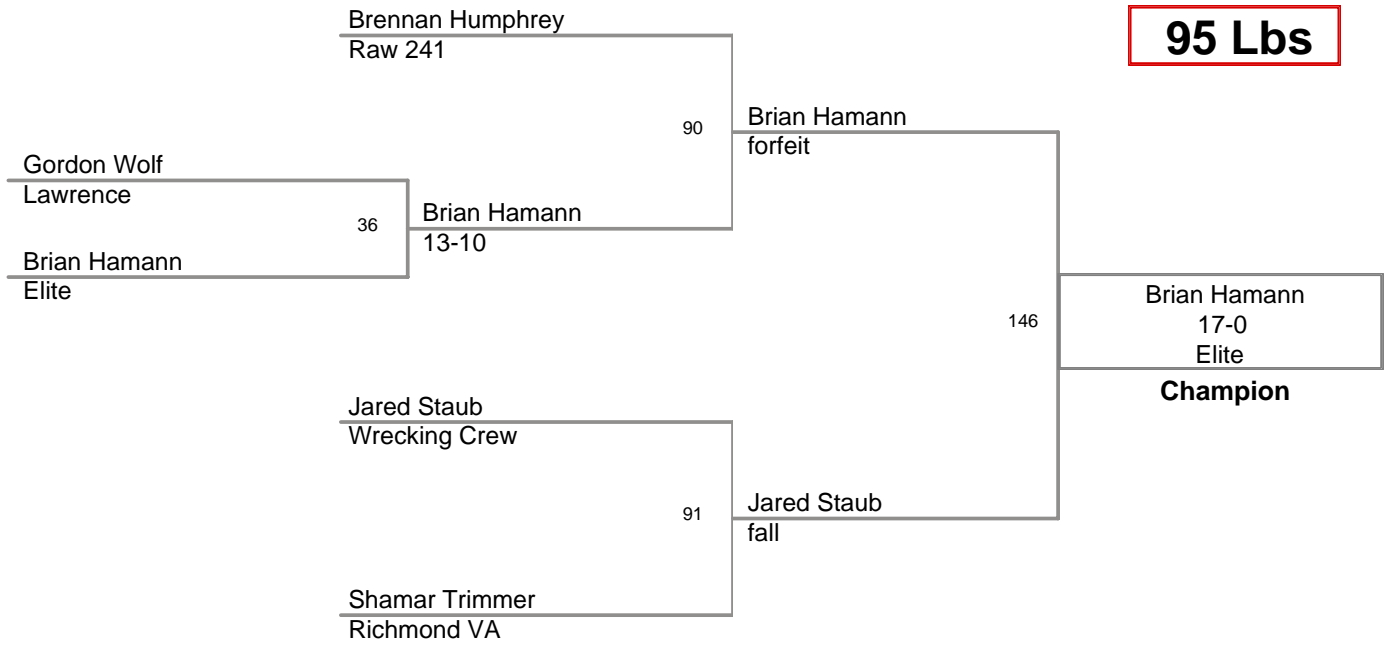 Brennan Humphrey
Raw 241
95 Lbs
90
Brian Hamann
forfeit
Gordon Wolf
Lawrence
36
Brian Hamann
13-10
Brian Hamann
Elite
146
Brian Hamann
17-0
Elite
Champion
Jared Staub
Wrecking Crew
91
Jared Staub
fall
Shamar Trimmer
Richmond VA